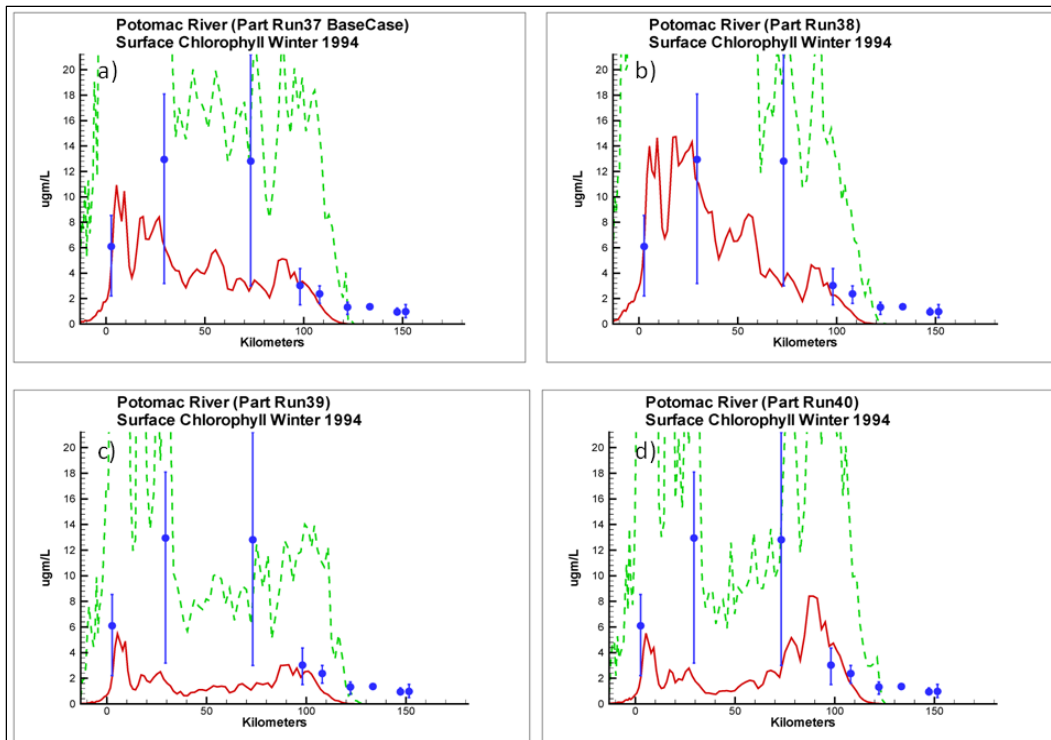 Potomac River (Part Run37 BaseCase)
Surface Chlorophyll Winter 1994
a)
20
18
16
14
12
10
8
6
4
2
0
ugm/L
0 50 100 150
Kilometers
Potomac River (Part Run38)
Surface Chlorophyll Winter 1994
b)
20
18
16
14
12
10
8
6
4
2
0
ugm/L
0 50 100 150
Kilometers
Potomac River (Part Run39)
Surface Chlorophyll Winter 1994
c)
20
18
16
14
12
10
8
6
4
2
0
ugm/L
0 50 100 150
Kilometers
Potomac River (Part Run40)
Surface Chlorophyll Winter 1994
d)
20
18
16
14
12
10
8
6
4
2
0
ugm/L
0 50 100 150
Kilometers